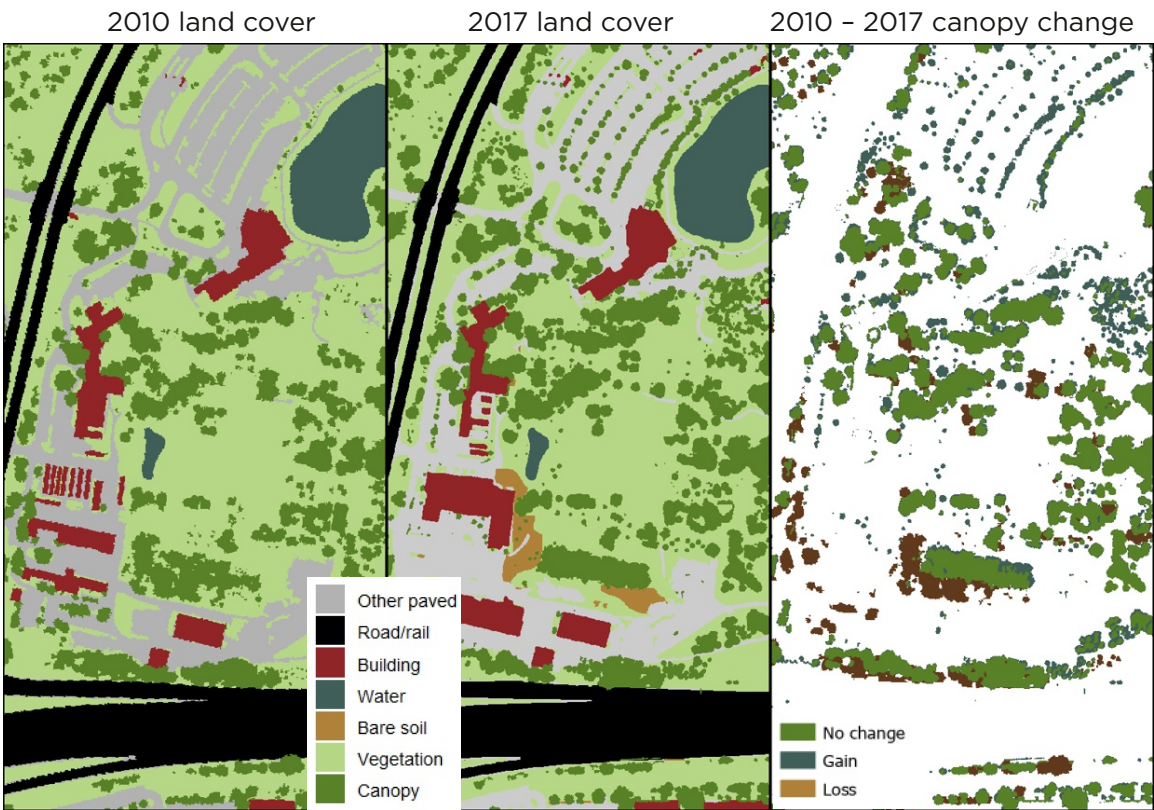 2010 land cover
2017 land cover
2010 – 2017 canopy change
Other paved
Road/rail
Building
Water
Bare soil
Vegetation
Canopy
No change
Gain
Loss